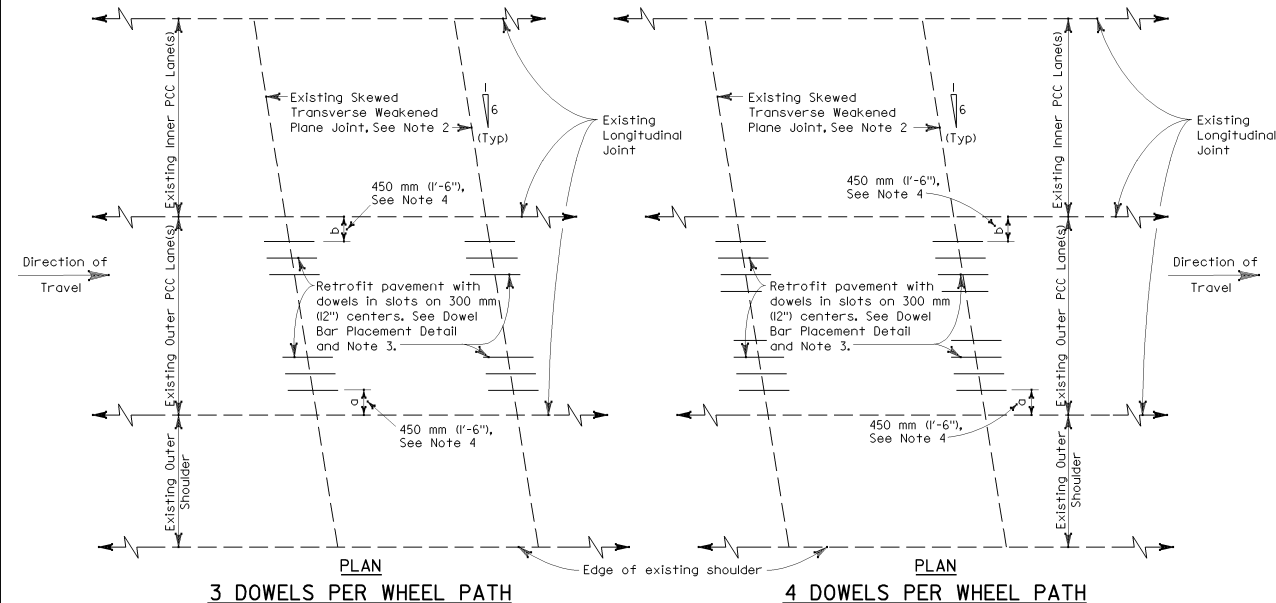 Existing Inner PCC Lane(s)
Existing Skewed
Transverse Weakened
Plane Joint, See Note 2
1
6
(Typ)
Existing
Longitudinal
Joint
450 mm (1'-6"),
See Note 4
b
Direction of
Travel
Existing Outer PCC Lane(s)
Retrofit pavement with
dowels in slots on 300 mm
(12") centers. See Dowel
Bar Placement Detail
and Note 3.
a
450 mm (1'-6"),
See Note 4
Existing Outer
Shoulder
PLAN
3 DOWELS PER WHEEL PATH
Edge of existing shoulder
Existing Skewed
Transverse Weakened
Plane Joint, See Note 2
1
6
(Typ)
Existing Inner PCC Lane(s)
Existing
Longitudinal
Joint
450 mm (1'-6"),
See Note 4
b
Retrofit pavement with
dowels in slots on 300 mm
(12") centers. See Dowel
Bar Placement Detail
and Note 3.
Existing Outer PCC Lane(s)
Direction of
Travel
a
450 mm (1'-6"),
See Note 4
Existing Outer
Shoulder
PLAN
4 DOWELS PER WHEEL PATH